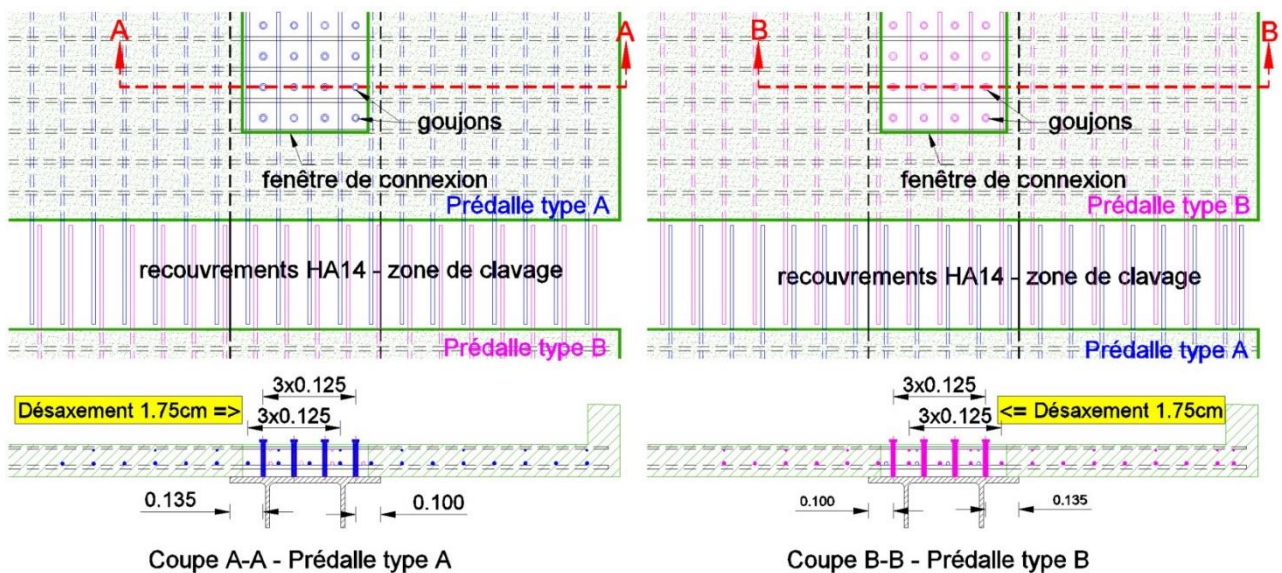 A A
goujons
fenêtre de connexion
Prédalle type A
recouvrements HA14 - zone de clavage
Prédalle type B
3x0.125
Désaxement 1.75cm =>
3x0.125
0.135
0.100
Coupe A-A - Prédalle type A
B B
goujons
fenêtre de connexion
Prédalle type B
recouvrements HA14 - zone de clavage
Prédalle type A
3x0.125
3x0.125
<= Désaxement 1.75cm
0.100
0.135
Coupe B-B - Prédalle type B